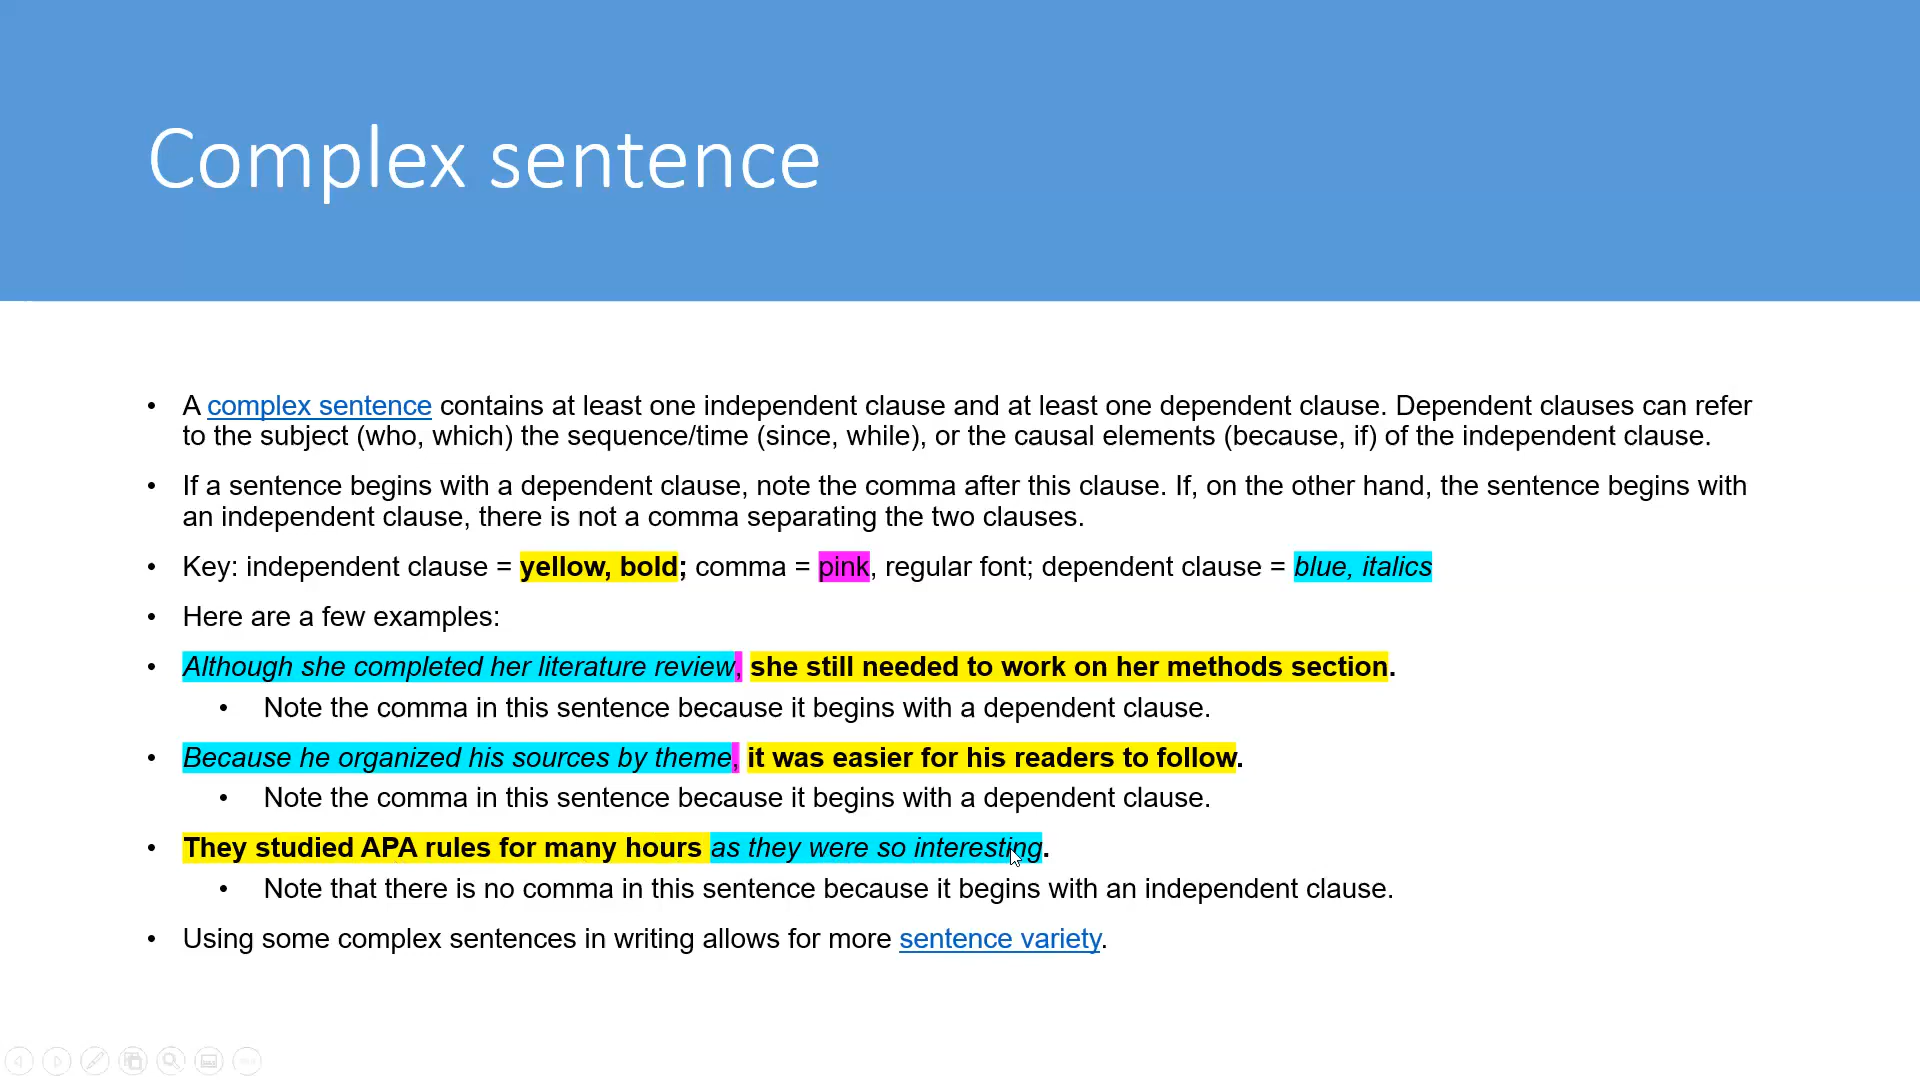 Complex sentence
• A complex sentence contains at least one independent clause and at least one dependent clause. Dependent clauses can refer
to the subject (who, which) the sequence/time (since, while), or the causal elements (because, if) of the independent clause.
• If a sentence begins with a dependent clause, note the comma after this clause. If, on the other hand, the sentence begins with
an independent clause, there is not a comma separating the two clauses.
• Key: independent clause = yellow, bold; comma = pink, regular font; dependent clause = blue, italics
• Here are a few examples:
• Although she completed her literature review, she still needed to work on her methods section.
• Note the comma in this sentence because it begins with a dependent clause.
• Because he organized his sources by theme, it was easier for his readers to follow.
• Note the comma in this sentence because it begins with a dependent clause.
• They studied APA rules for many hours as they were so interesting.
• Note that there is no comma in this sentence because it begins with an independent clause.
• Using some complex sentences in writing allows for more sentence variety.